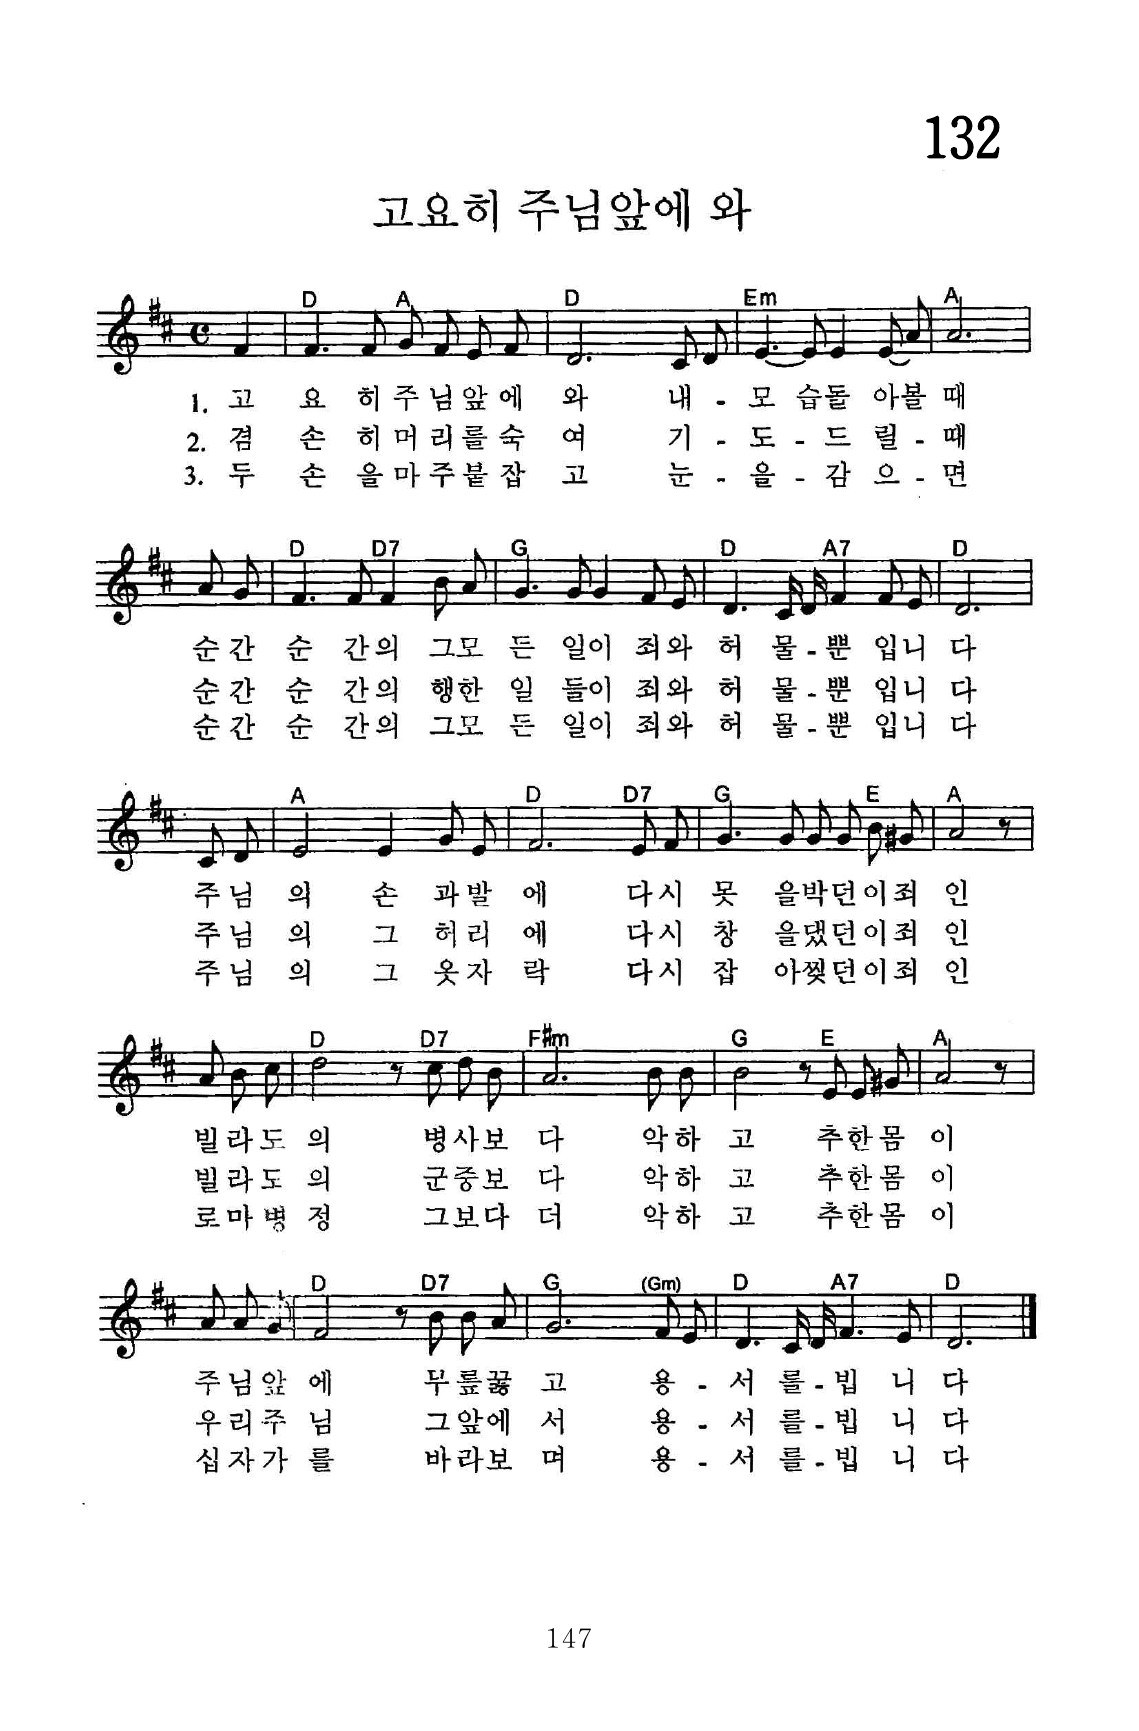 132
고요히 주님앞에 와
D A D Em A
1. 고 요 히 주 님 앞 에 와 내 - 모 습돌 아볼 때
2. 겸 손 히 머 리 를 숙 여 기 - 도 - 드 릴 - 때
3. 두 손 을 마 주 붙 잡 고 눈 - 을 - 감 으 - 면
D D7 G D A7 D
순 간 순 간의 그모 든 일이 죄와 허 물 - 뿐 입니 다
순 간 순 간의 행한 일 들이 죄와 허 물 - 뿐 입니 다
순 간 순 간의 그모 든 일이 죄와 허 물 - 뿐 입니 다
A D D7 G E A
주 님 의 손 과 발 에 다 시 못 을박던이죄 인
주 님 의 그 허 리 에 다 시 창 을댔던이죄 인
주 님 의 그 옷 자 락 다 시 잡 아찢던이죄 인
D D7 F#m G E A
빌 라 도 의 병사보 다 악하 고 추한몸 이
빌 라 도 의 군중보 다 악하 고 추한몸 이
로 마 병 정 그보다 더 악하 고 추한몸 이
D D7 G (Gm) D A7 D
주 님 앞 에 무릎꿇 고 용 - 서 를 - 빕 니 다
우 리 주 님 그앞에 서 용 - 서 를 - 빕 니 다
십 자 가 를 바라보 며 용 - 서 를 - 빕 니 다
147